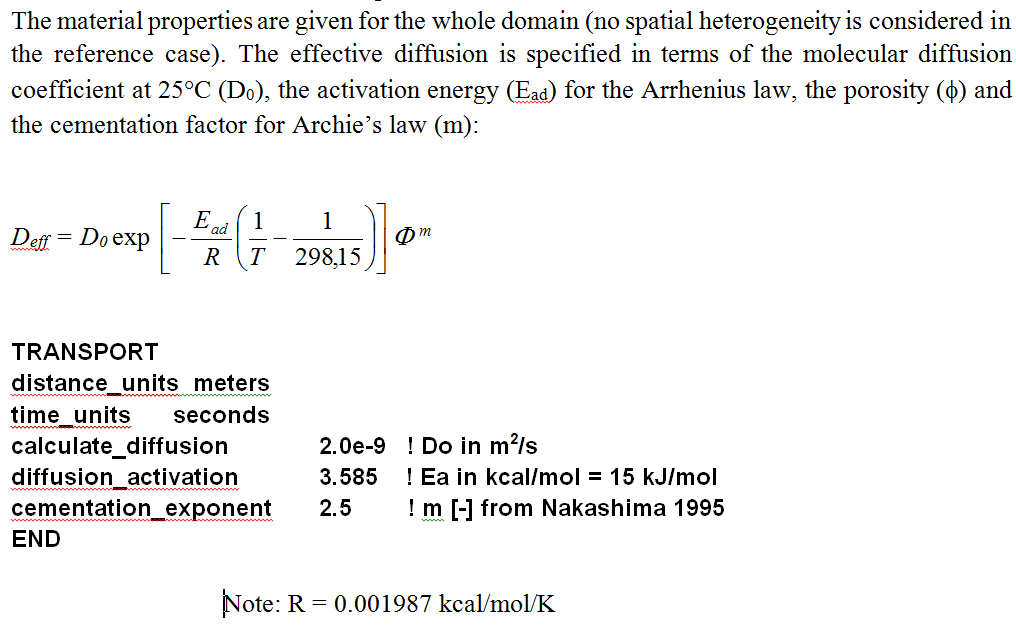 The material properties are given for the whole domain (no spatial heterogeneity is considered in
the reference case). The effective diffusion is specified in terms of the molecular diffusion
coefficient at 25°C (D₀), the activation energy (Ead) for the Arrhenius law, the porosity (ϕ) and
the cementation factor for Archie’s law (m):
D_eff = D₀ exp [ − E_ad / R ( 1/T − 1/298,15 ) ] Φ^m
TRANSPORT
distance_units meters
time_units seconds
calculate_diffusion 2.0e-9 ! Do in m²/s
diffusion_activation 3.585 ! Ea in kcal/mol = 15 kJ/mol
cementation_exponent 2.5 ! m [-] from Nakashima 1995
END
Note: R = 0.001987 kcal/mol/K